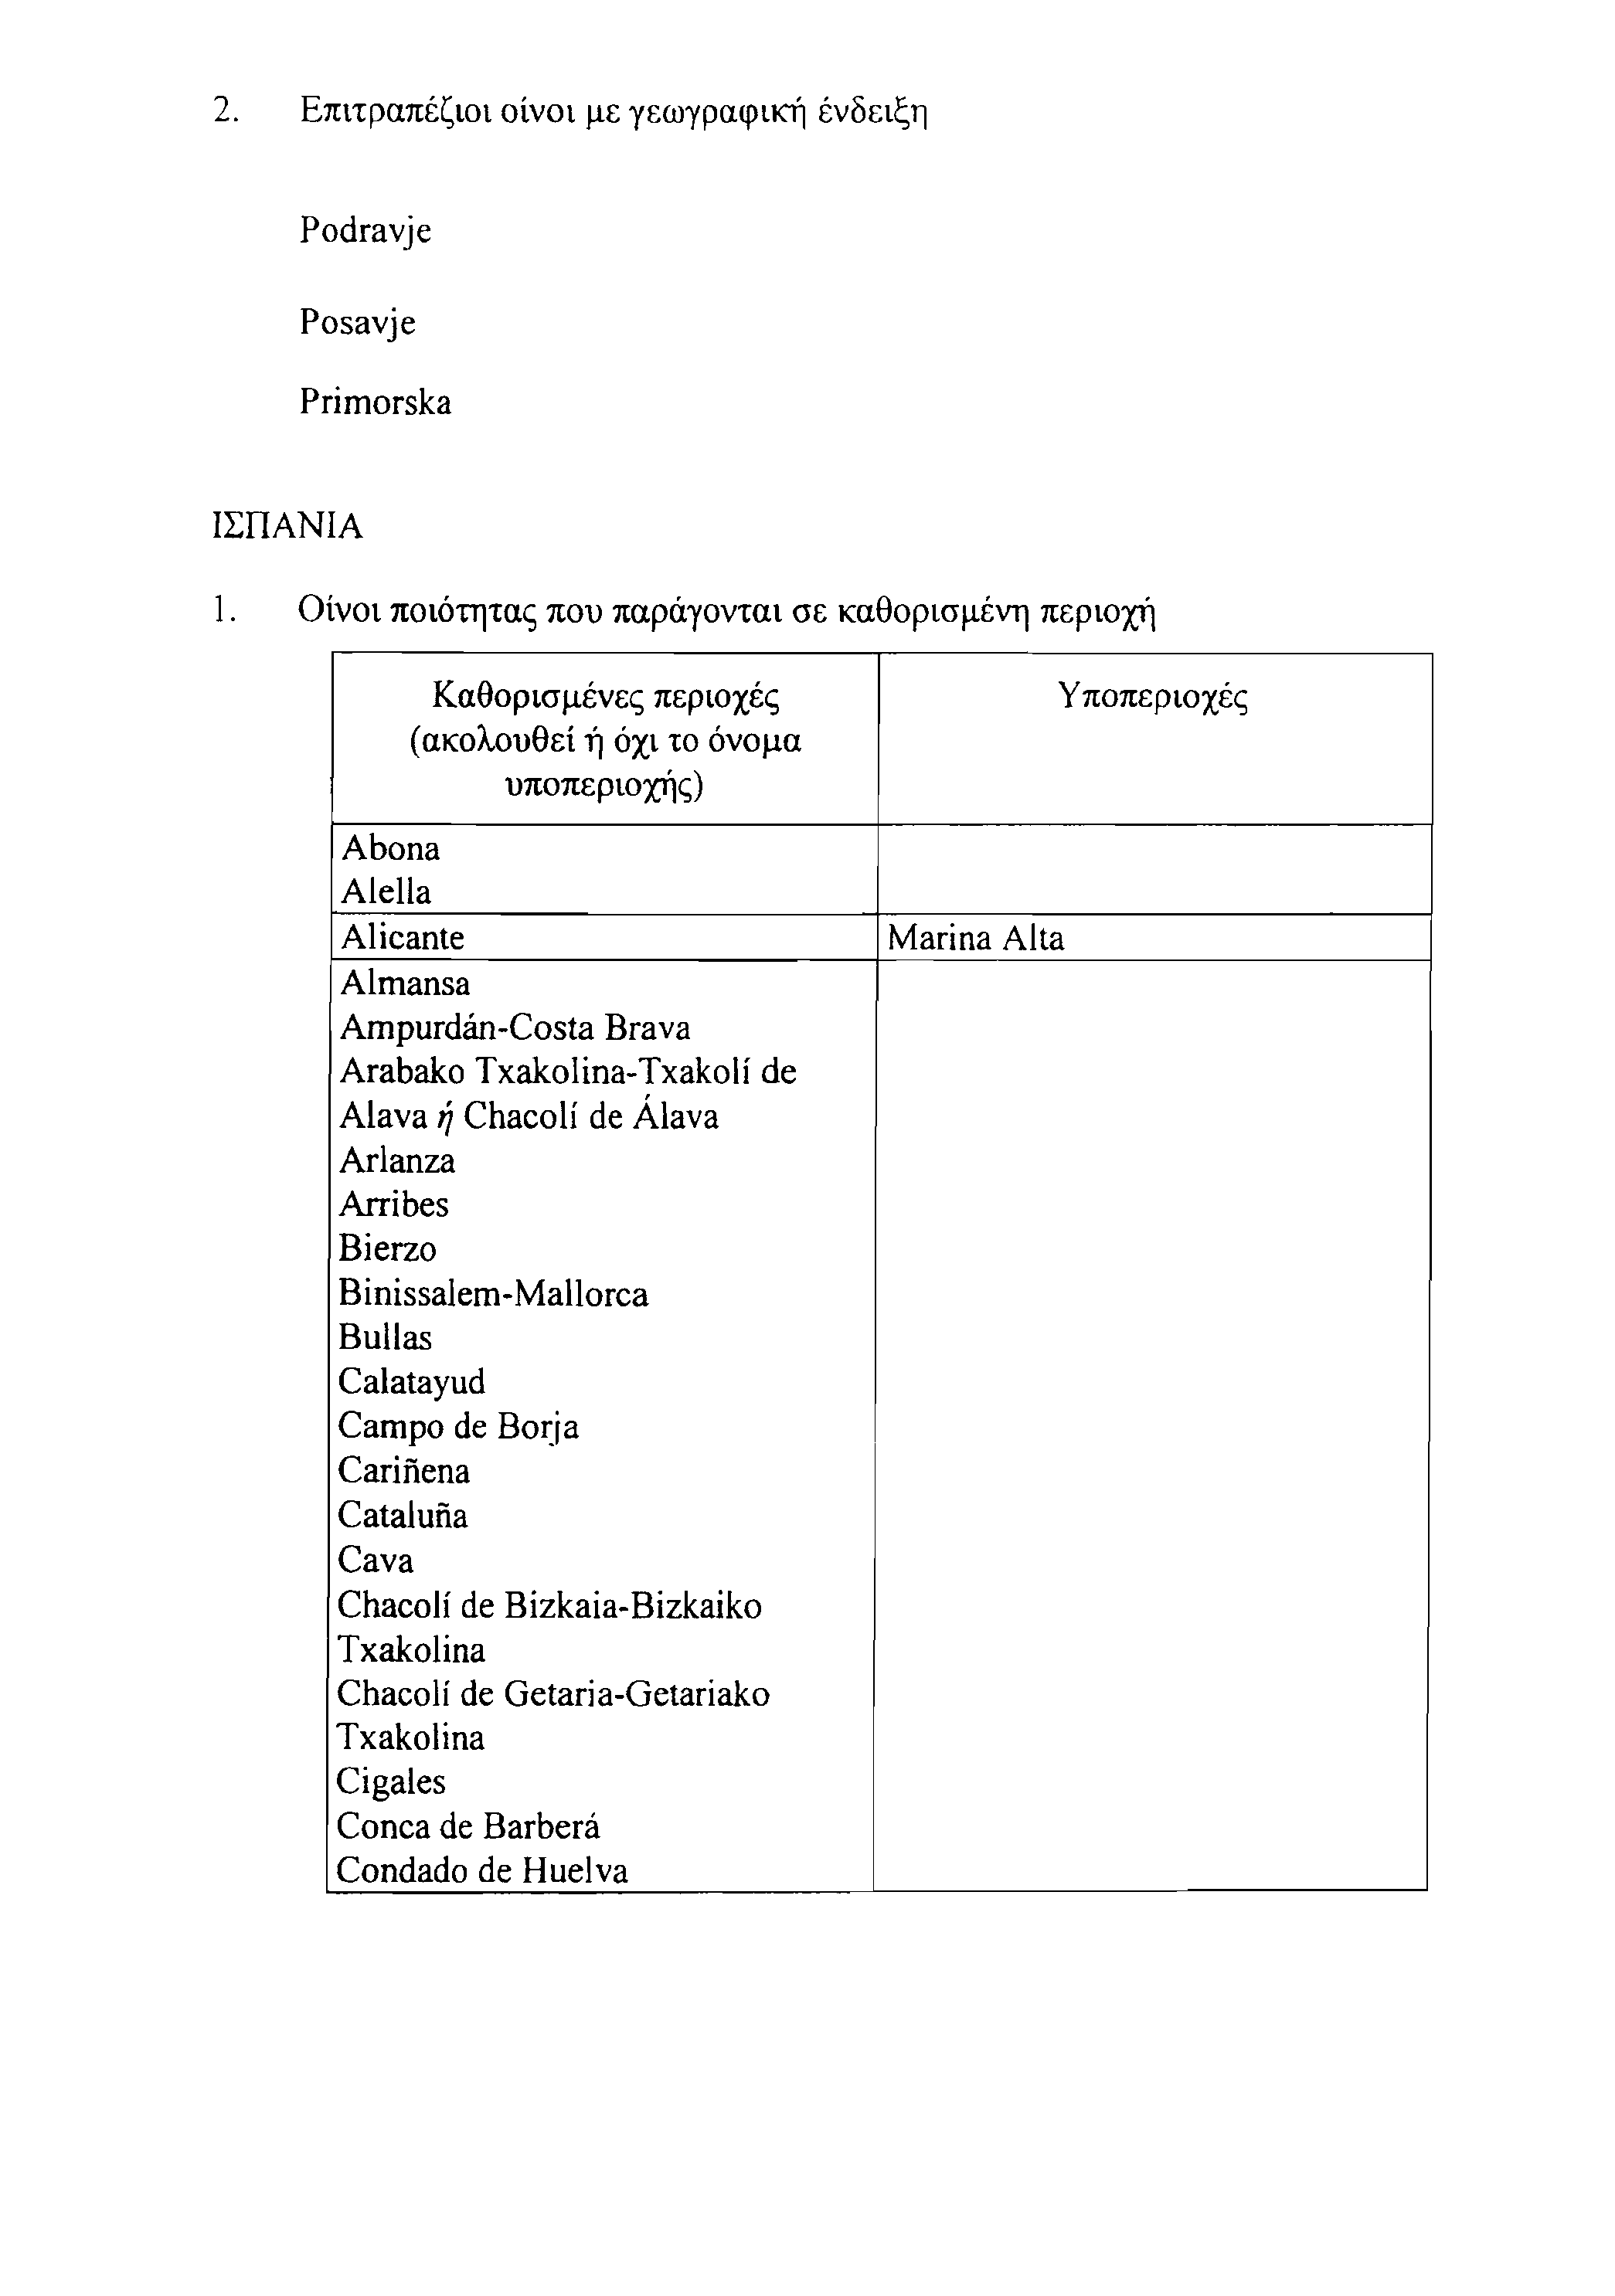 2. Επιτραπέζιοι οίνοι με γεωγραφική ένδειξη
Podravje
Posavje
Primorska
ΙΣΠΑΝΙΑ
1. Οίνοι ποιότητας που παράγονται σε καθορισμένη περιοχή
Καθορισμένες περιοχές
(ακολουθεί ή όχι το όνομα
υποπεριοχής)
Υποπεριοχές
Abona
Alella
Alicante
Marina Alta
Almansa
Ampurdán-Costa Brava
Arabako Txakolina-Txakolí de
Alava ή Chacolí de Álava
Arlanza
Arribes
Bierzo
Binissalem-Mallorca
Bullas
Calatayud
Campo de Borja
Cariñena
Cataluña
Cava
Chacolí de Bizkaia-Bizkaiko
Txakolina
Chacolí de Getaria-Getariako
Txakolina
Cigales
Conca de Barberá
Condado de Huelva